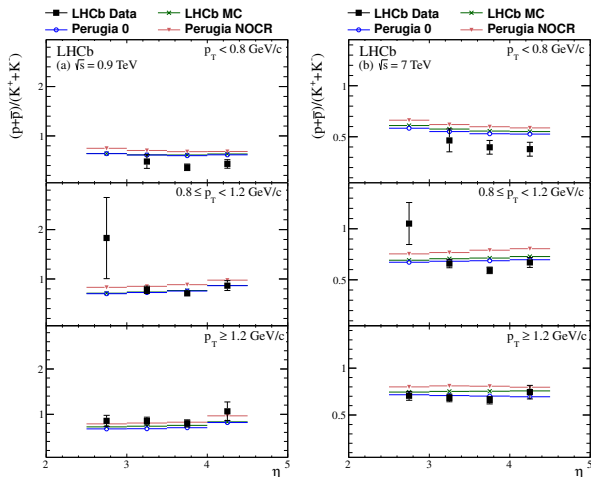 LHCb Data
LHCb MC
Perugia 0
Perugia NOCR
LHCb
p_T < 0.8 GeV/c
(a) √s = 0.9 TeV
(p+p̅)/(K⁺+K⁻)
2
1
0.8 ≤ p_T < 1.2 GeV/c
2
1
p_T ≥ 1.2 GeV/c
2
1
2 3 4 5
η
LHCb Data
LHCb MC
Perugia 0
Perugia NOCR
LHCb
p_T < 0.8 GeV/c
(b) √s = 7 TeV
(p+p̅)/(K⁺+K⁻)
1
0.5
0.8 ≤ p_T < 1.2 GeV/c
1
0.5
p_T ≥ 1.2 GeV/c
1
0.5
2 3 4 5
η